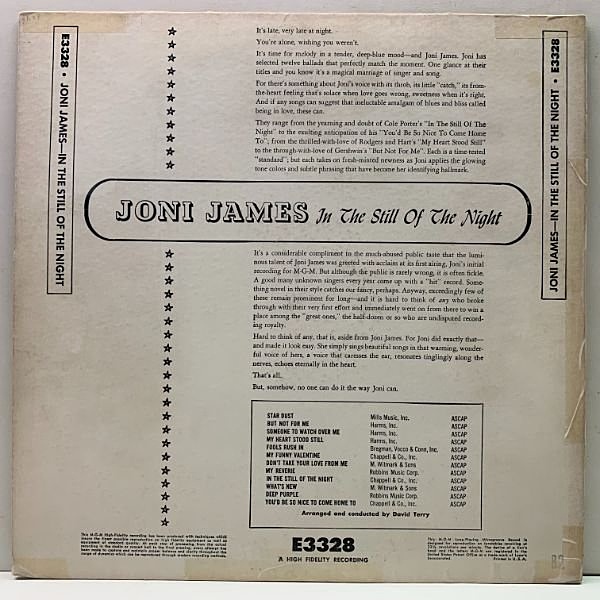 E3328 • JONI JAMES—IN THE STILL OF THE NIGHT
It's late, very late at night.
You're alone, wishing you weren't.
It's time for melody in a tender, deep-blue mood—and Joni James. Joni has
selected twelve ballads that perfectly match the moment. One glance at their
titles and you know it's a magical marriage of singer and song.
For there's something about Joni's voice with its throb, its little "catch," its from-
the-heart feeling that's solace when love goes wrong, sweetness when it's right.
And if any songs can suggest that ineluctable amalgam of blues and bliss called
being in love, these can.
They range from the yearning and doubt of Cole Porter's "In The Still Of The
Night" to the exulting anticipation of his "You'd Be So Nice To Come Home
To"; from the thrilled-with-love of Rodgers and Hart's "My Heart Stood Still"
to the through-with-love of Gershwin's "But Not For Me". Each is a time-tested
"standard"; but each takes on fresh-minted newness as Joni applies the glowing
tone colors and subtle phrasing that have become her identifying hallmark.
JONI JAMES In The Still Of The Night
It's a considerable compliment to the much-abused public taste that the lumi-
nous talent of Joni James was greeted with acclaim at its first airing, Joni's initial
recording for M-G-M. But although the public is rarely wrong, it is often fickle.
A good many unknown singers every year come up with a "hit" record. Some-
thing novel in their style catches our fancy, perhaps. Anyway, exceedingly few of
these remain prominent for long—and it is hard to think of any who broke
through with their very first effort and immediately went on from there to win a
place among the "great ones," the half-dozen or so who are undisputed record-
ing royalty.
Hard to think of any, that is, aside from Joni James. For Joni did exactly that—
and made it look easy. She simply sings beautiful songs in that warming, wonder-
ful voice of hers, a voice that caresses the ear, resonates tinglingly along the
nerves, echoes eternally in the heart.
That's all.
But, somehow, no one can do it the way Joni can.
STAR DUST Mills Music, Inc. ASCAP
BUT NOT FOR ME Harms, Inc. ASCAP
SOMEONE TO WATCH OVER ME Harms, Inc. ASCAP
MY HEART STOOD STILL Harms, Inc. ASCAP
FOOLS RUSH IN Bregman, Vocco & Conn, Inc. ASCAP
MY FUNNY VALENTINE Chappell & Co., Inc. ASCAP
DON'T TAKE YOUR LOVE FROM ME M. Witmark & Sons ASCAP
MY REVERIE Robbins Music Corp. ASCAP
IN THE STILL OF THE NIGHT Chappell & Co., Inc. ASCAP
WHAT'S NEW M. Witmark & Sons ASCAP
DEEP PURPLE Robbins Music Corp. ASCAP
YOU'D BE SO NICE TO COME HOME TO Chappell & Co., Inc. ASCAP
Arranged and conducted by David Terry
E3328
A HIGH FIDELITY RECORDING
Printed in U.S.A.
JONI JAMES—IN THE STILL OF THE NIGHT • E3328